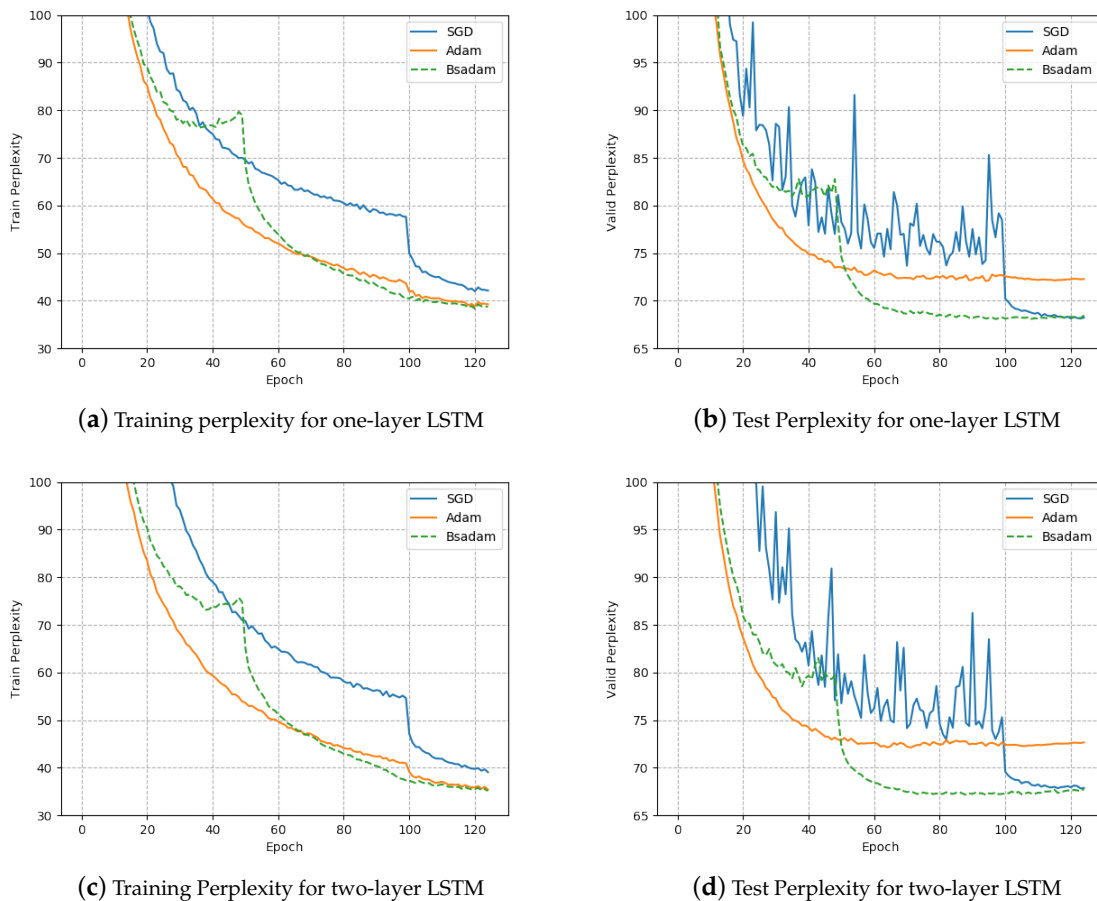 100
90
80
70
60
50
40
30
0 20 40 60 80 100 120
Train Perplexity
Epoch
SGD
Adam
Bsadam
(a) Training perplexity for one-layer LSTM
100
95
90
85
80
75
70
65
0 20 40 60 80 100 120
Valid Perplexity
Epoch
SGD
Adam
Bsadam
(b) Test Perplexity for one-layer LSTM
100
90
80
70
60
50
40
30
0 20 40 60 80 100 120
Train Perplexity
Epoch
SGD
Adam
Bsadam
(c) Training Perplexity for two-layer LSTM
100
95
90
85
80
75
70
65
0 20 40 60 80 100 120
Valid Perplexity
Epoch
SGD
Adam
Bsadam
(d) Test Perplexity for two-layer LSTM